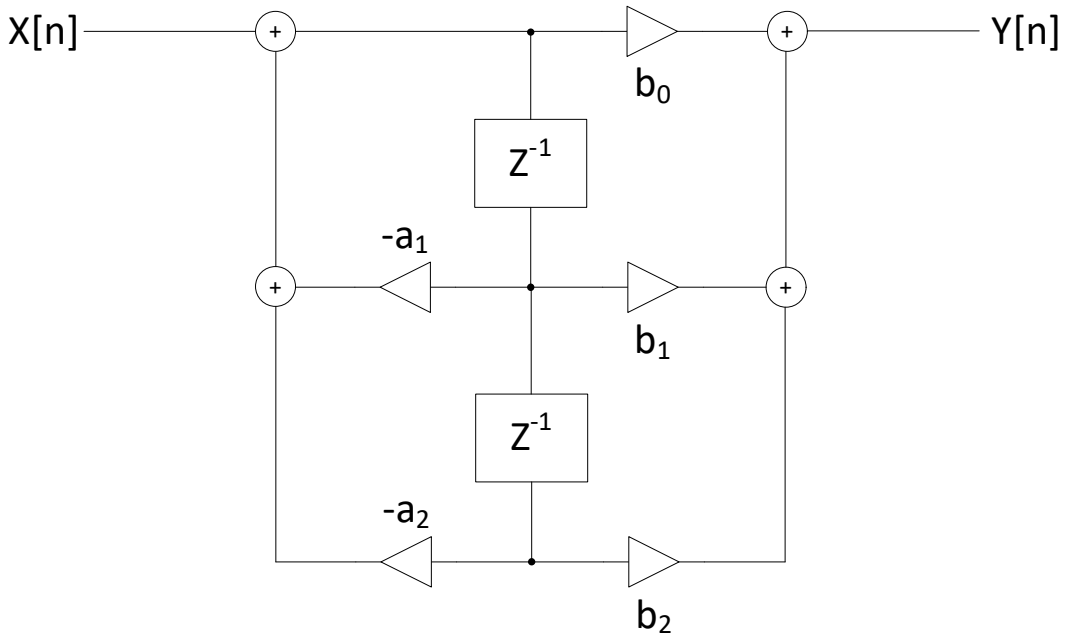 X[n] + + Y[n]
b₀
Z⁻¹
-a₁
+ +
b₁
Z⁻¹
-a₂
b₂